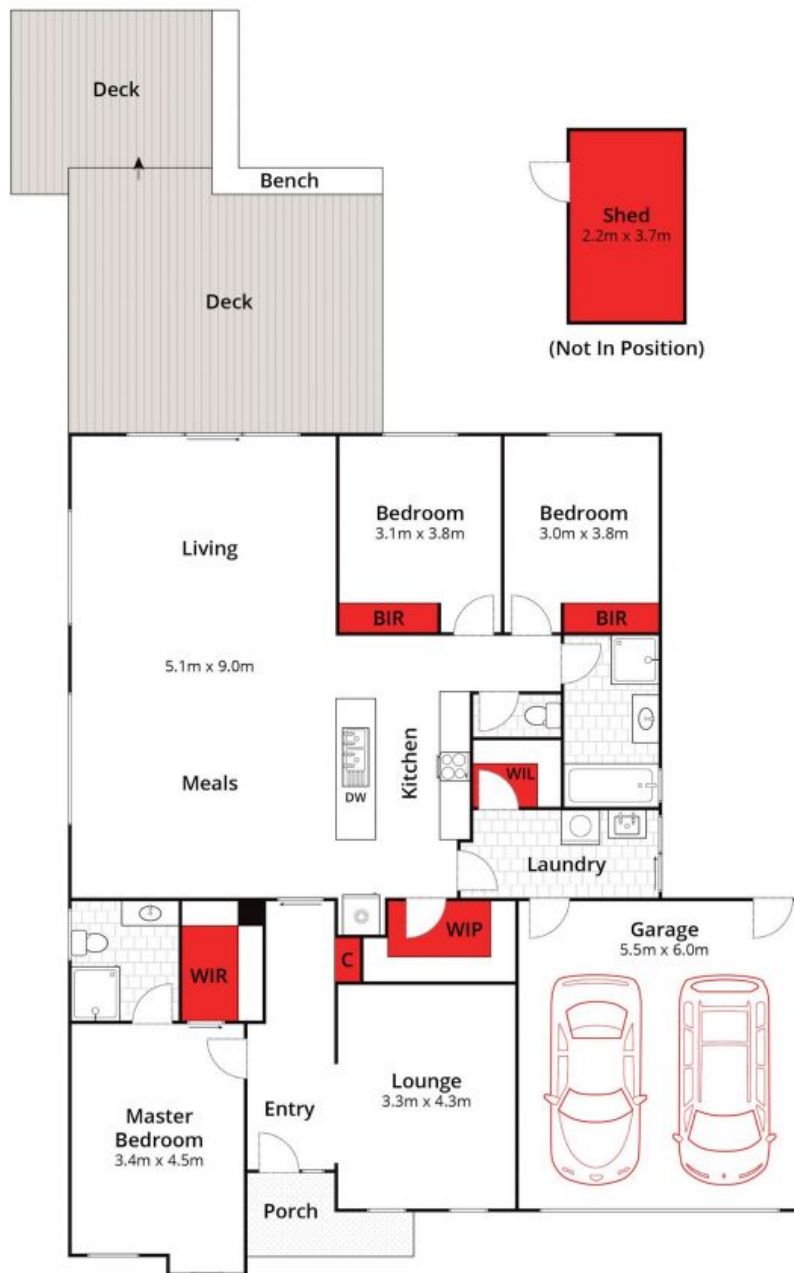 Deck
Bench
Shed
2.2m x 3.7m
Deck
(Not In Position)
Bedroom
3.1m x 3.8m
Bedroom
3.0m x 3.8m
Living
BIR
BIR
5.1m x 9.0m
Kitchen
Meals
DW
WIL
Laundry
WIR
C
WIP
Garage
5.5m x 6.0m
Lounge
3.3m x 4.3m
Entry
Master
Bedroom
3.4m x 4.5m
Porch